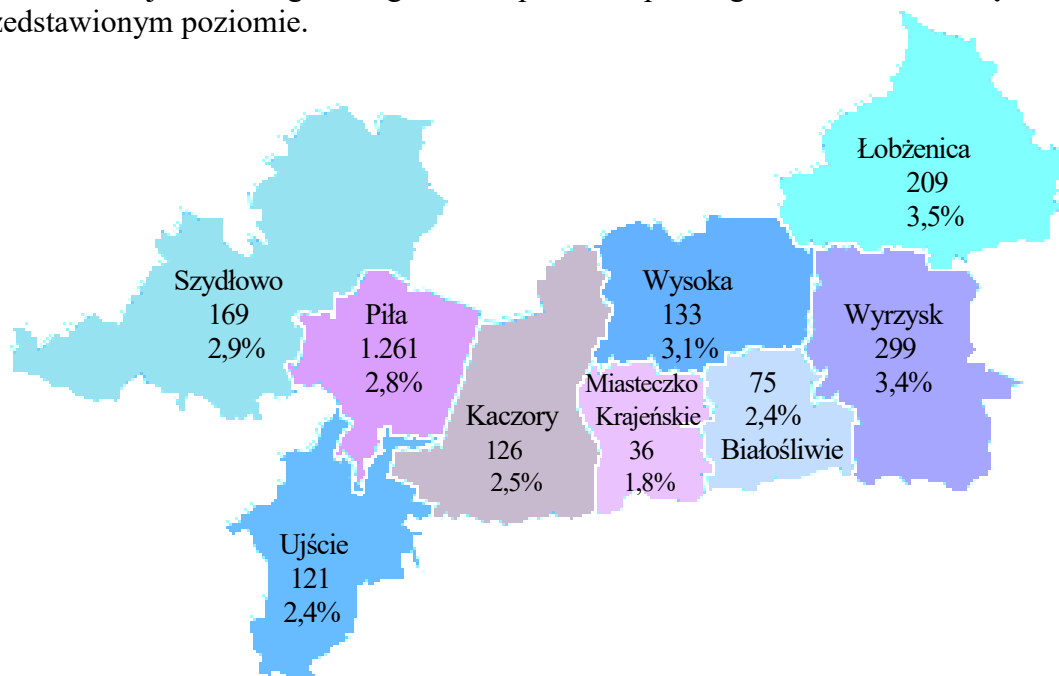 przedstawionym poziomie.
Łobżenica
209
3,5%
Szydłowo
169
2,9%
Piła
1.261
2,8%
Wysoka
133
3,1%
Wyrzysk
299
3,4%
Kaczory
126
2,5%
Miasteczko
Krajeńskie
36
1,8%
75
2,4%
Białośliwie
Ujście
121
2,4%